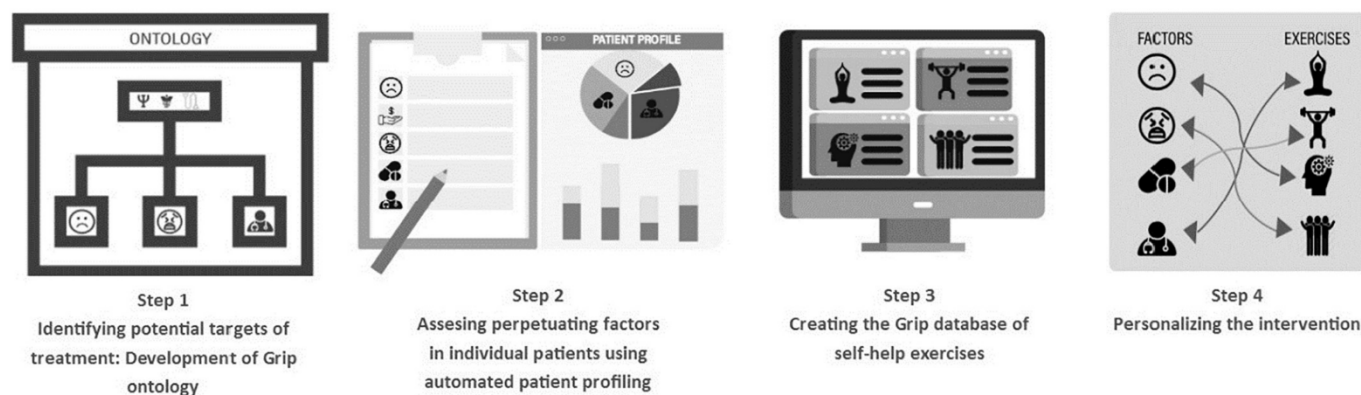 ONTOLOGY
PATIENT PROFILE
FACTORS
EXERCISES
Step 1
Identifying potential targets of
treatment: Development of Grip
ontology
Step 2
Assesing perpetuating factors
in individual patients using
automated patient profiling
Step 3
Creating the Grip database of
self-help exercises
Step 4
Personalizing the intervention